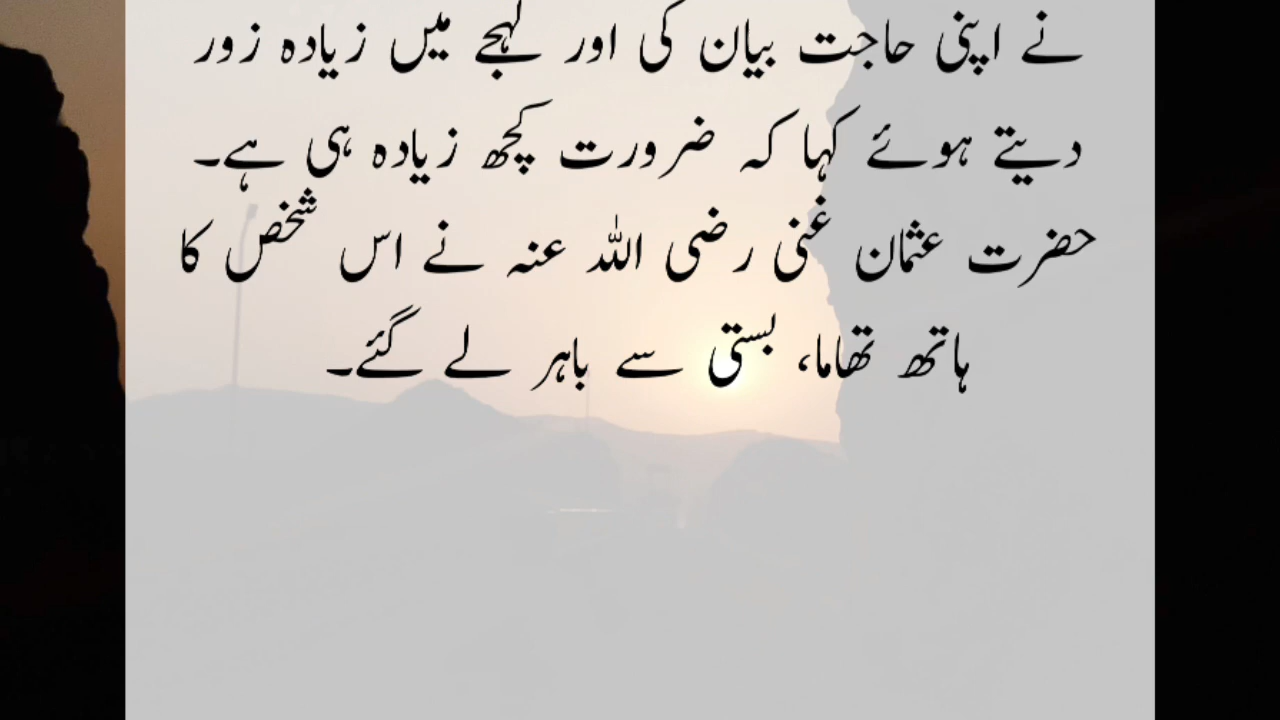 نے اپنی حاجت بیان کی اور لہجے میں زیادہ زور
دیتے ہوئے کہا کہ ضرورت کچھ زیادہ ہی ہے۔
حضرت عثمان غنی رضی اللہ عنہ نے اس شخص کا
ہاتھ تھاما، بستی سے باہر لے گئے۔